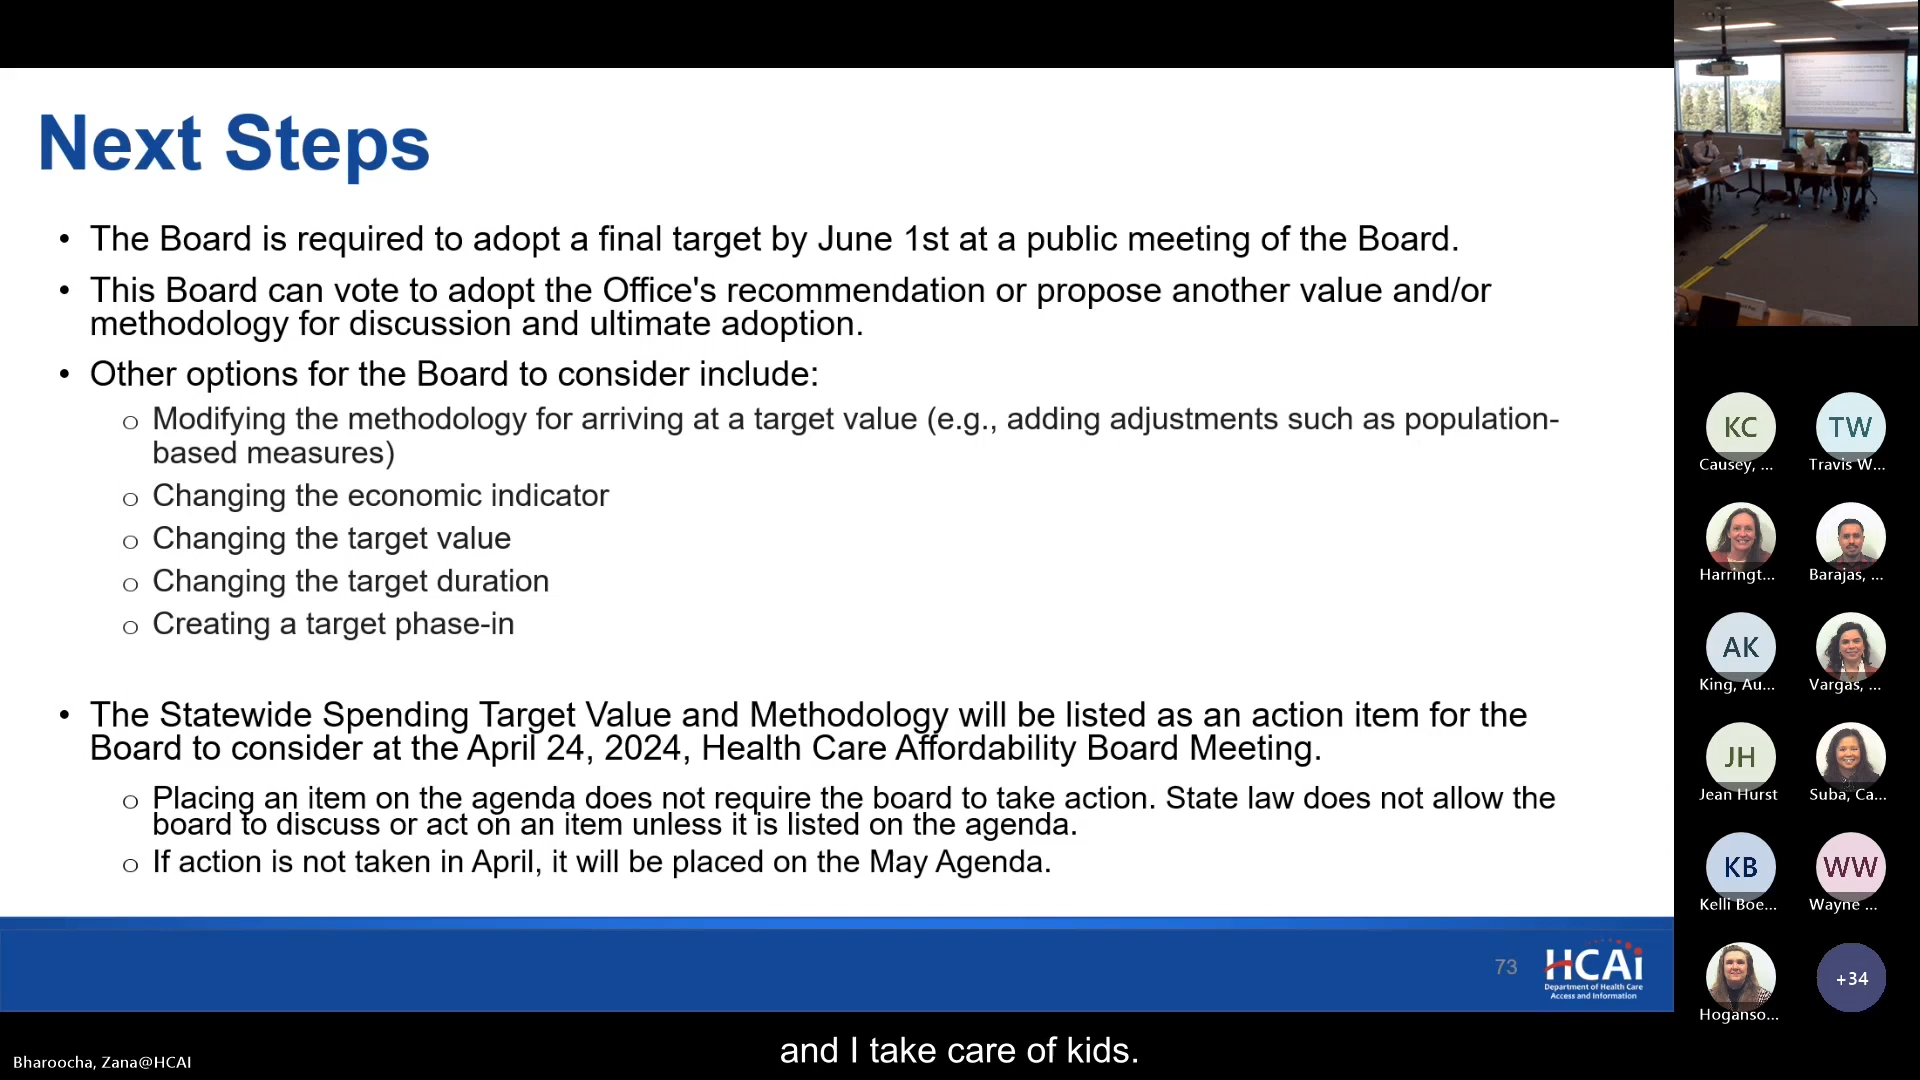 Next Steps
• The Board is required to adopt a final target by June 1st at a public meeting of the Board.
• This Board can vote to adopt the Office's recommendation or propose another value and/or
methodology for discussion and ultimate adoption.
• Other options for the Board to consider include:
o Modifying the methodology for arriving at a target value (e.g., adding adjustments such as population-
based measures)
o Changing the economic indicator
o Changing the target value
o Changing the target duration
o Creating a target phase-in
• The Statewide Spending Target Value and Methodology will be listed as an action item for the
Board to consider at the April 24, 2024, Health Care Affordability Board Meeting.
o Placing an item on the agenda does not require the board to take action. State law does not allow the
board to discuss or act on an item unless it is listed on the agenda.
o If action is not taken in April, it will be placed on the May Agenda.
73
HCAi
Department of Health Care
Access and Information
KC
Causey, ...
TW
Travis W...
Harringt...
Barajas, ...
AK
King, Au...
Vargas, ...
JH
Jean Hurst
Suba, Ca...
KB
Kelli Boe...
WW
Wayne ...
Hoganso...
+34
and I take care of kids.
Bharoocha, Zana@HCAI